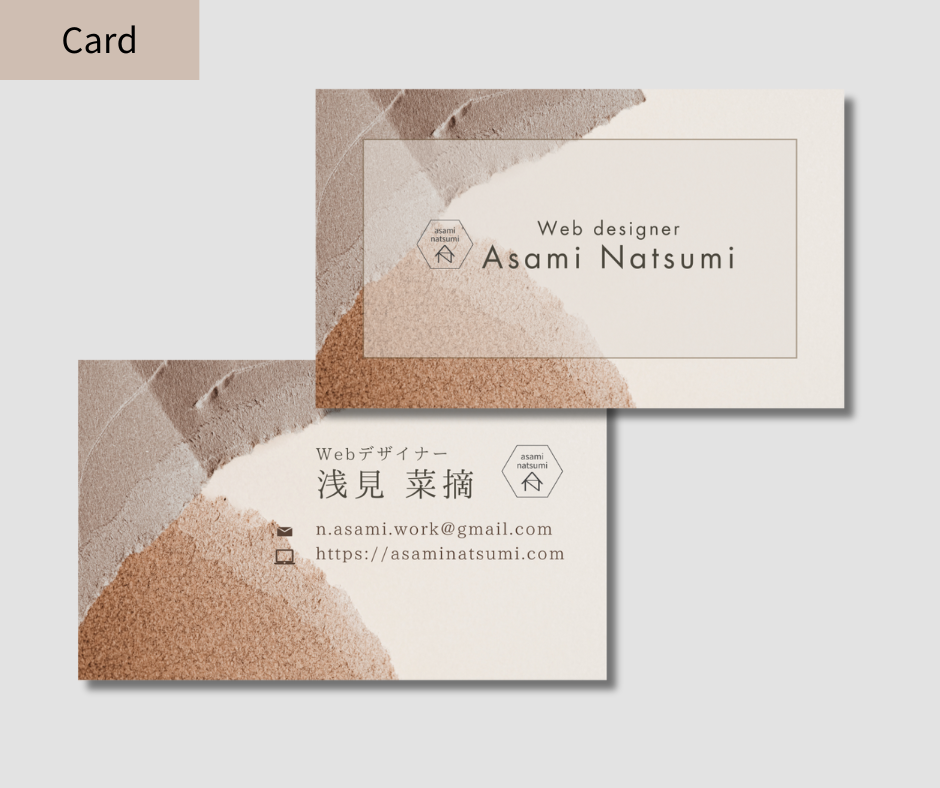 Card
asami
natsumi
Web designer
Asami Natsumi
Webデザイナー
浅見 菜摘
asami
natsumi
n.asami.work@gmail.com
https://asaminatsumi.com